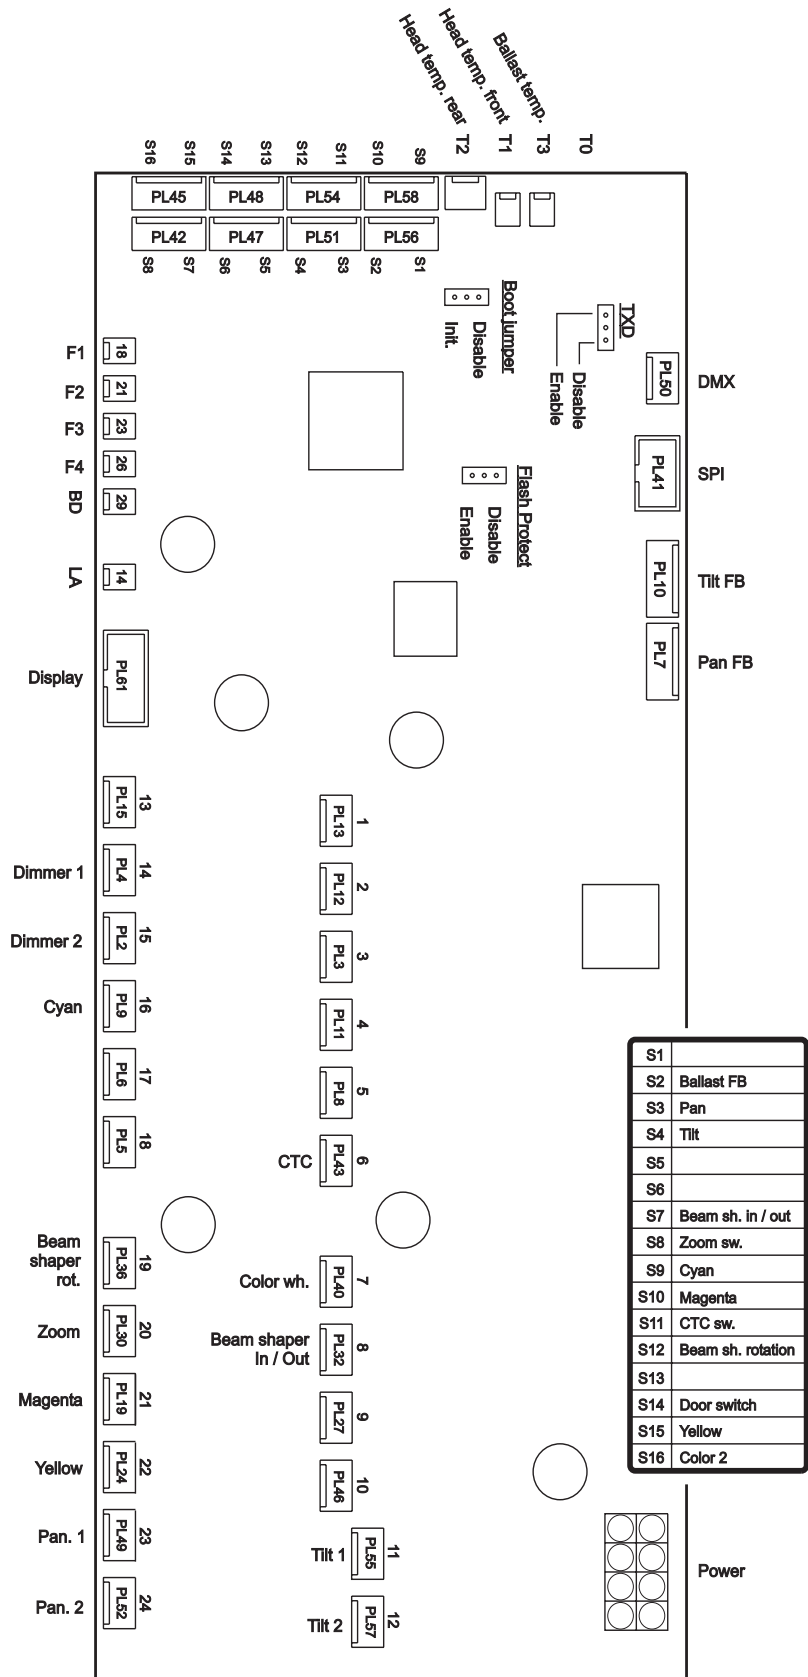 Head temp. rear
Head temp. front
Ballast temp.
T2
T1
T3
T0
S16
S15
S14
S13
S12
S11
S10
S9
PL45
PL48
PL54
PL58
PL42
PL47
PL51
PL56
S8
S7
S6
S5
S4
S3
S2
S1
Boot jumper
Disable
Init.
TXD
Disable
Enable
F1
18
F2
21
F3
23
F4
26
BD
29
LA
14
PL50
DMX
PL41
SPI
Flash Protect
Disable
Enable
PL10
Tilt FB
PL7
Pan FB
Display
PL61
PL15
13
Dimmer 1
PL4
14
Dimmer 2
PL2
15
Cyan
PL9
16
PL6
17
PL5
18
PL13
1
PL12
2
PL3
3
PL11
4
PL8
5
CTC
PL43
6
Beam
shaper
rot.
PL36
19
Zoom
PL30
20
Magenta
PL19
21
Yellow
PL24
22
Pan. 1
PL49
23
Pan. 2
PL52
24
Color wh.
PL40
7
Beam shaper
In / Out
PL32
8
PL27
9
PL46
10
Tilt 1
PL55
11
Tilt 2
PL57
12
S1
S2 Ballast FB
S3 Pan
S4 Tilt
S5
S6
S7 Beam sh. in / out
S8 Zoom sw.
S9 Cyan
S10 Magenta
S11 CTC sw.
S12 Beam sh. rotation
S13
S14 Door switch
S15 Yellow
S16 Color 2
Power